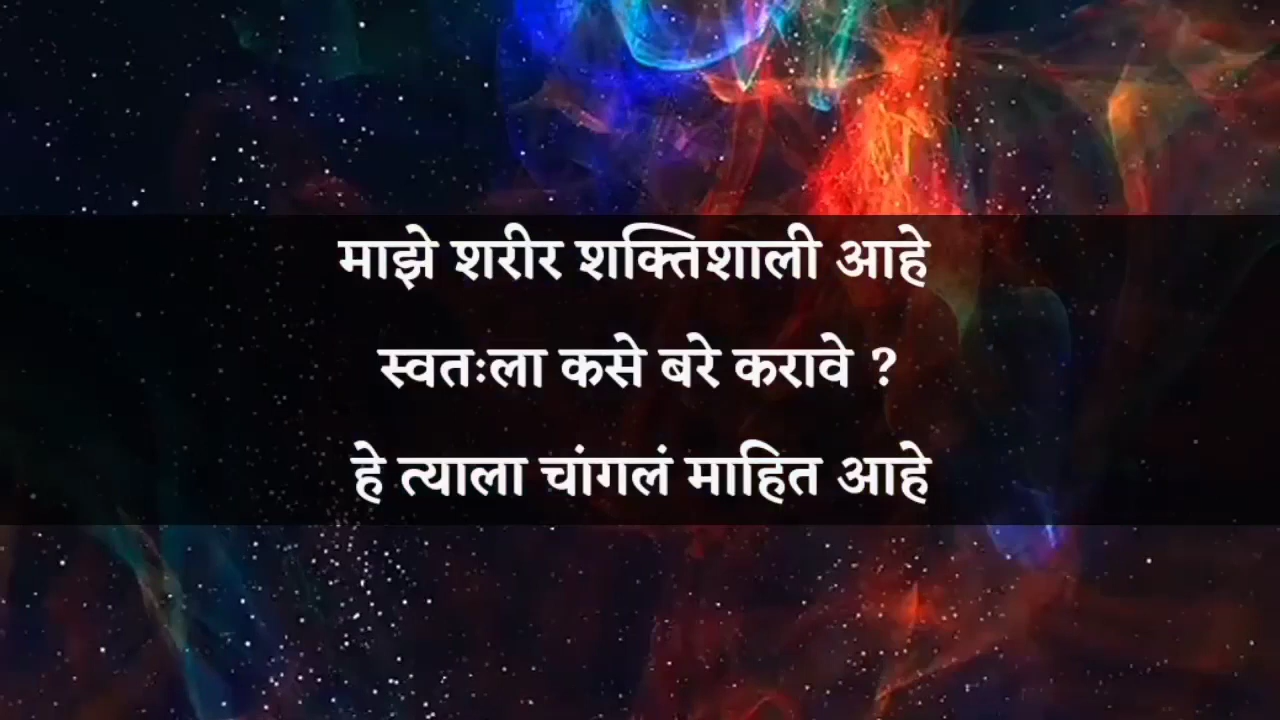 माझे शरीर शक्तिशाली आहे
स्वतःला कसे बरे करावे ?
हे त्याला चांगलं माहित आहे